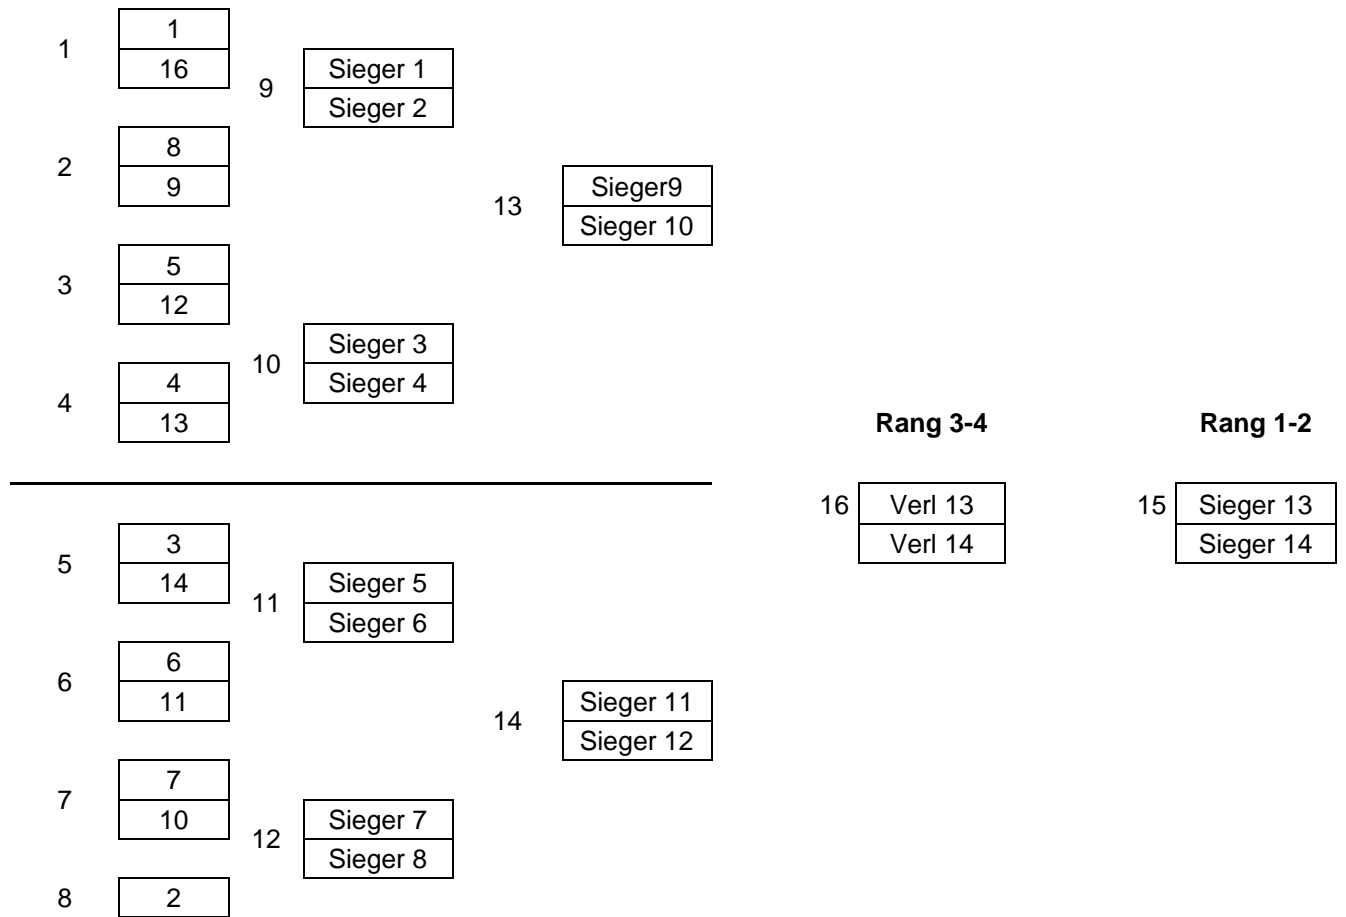 1
1
16
9
Sieger 1
Sieger 2
2
8
9
13
Sieger9
Sieger 10
3
5
12
10
Sieger 3
Sieger 4
4
4
13
Rang 3-4
Rang 1-2
16
Verl 13
Verl 14
15
Sieger 13
Sieger 14
5
3
14
11
Sieger 5
Sieger 6
6
6
11
14
Sieger 11
Sieger 12
7
7
10
12
Sieger 7
Sieger 8
8
2